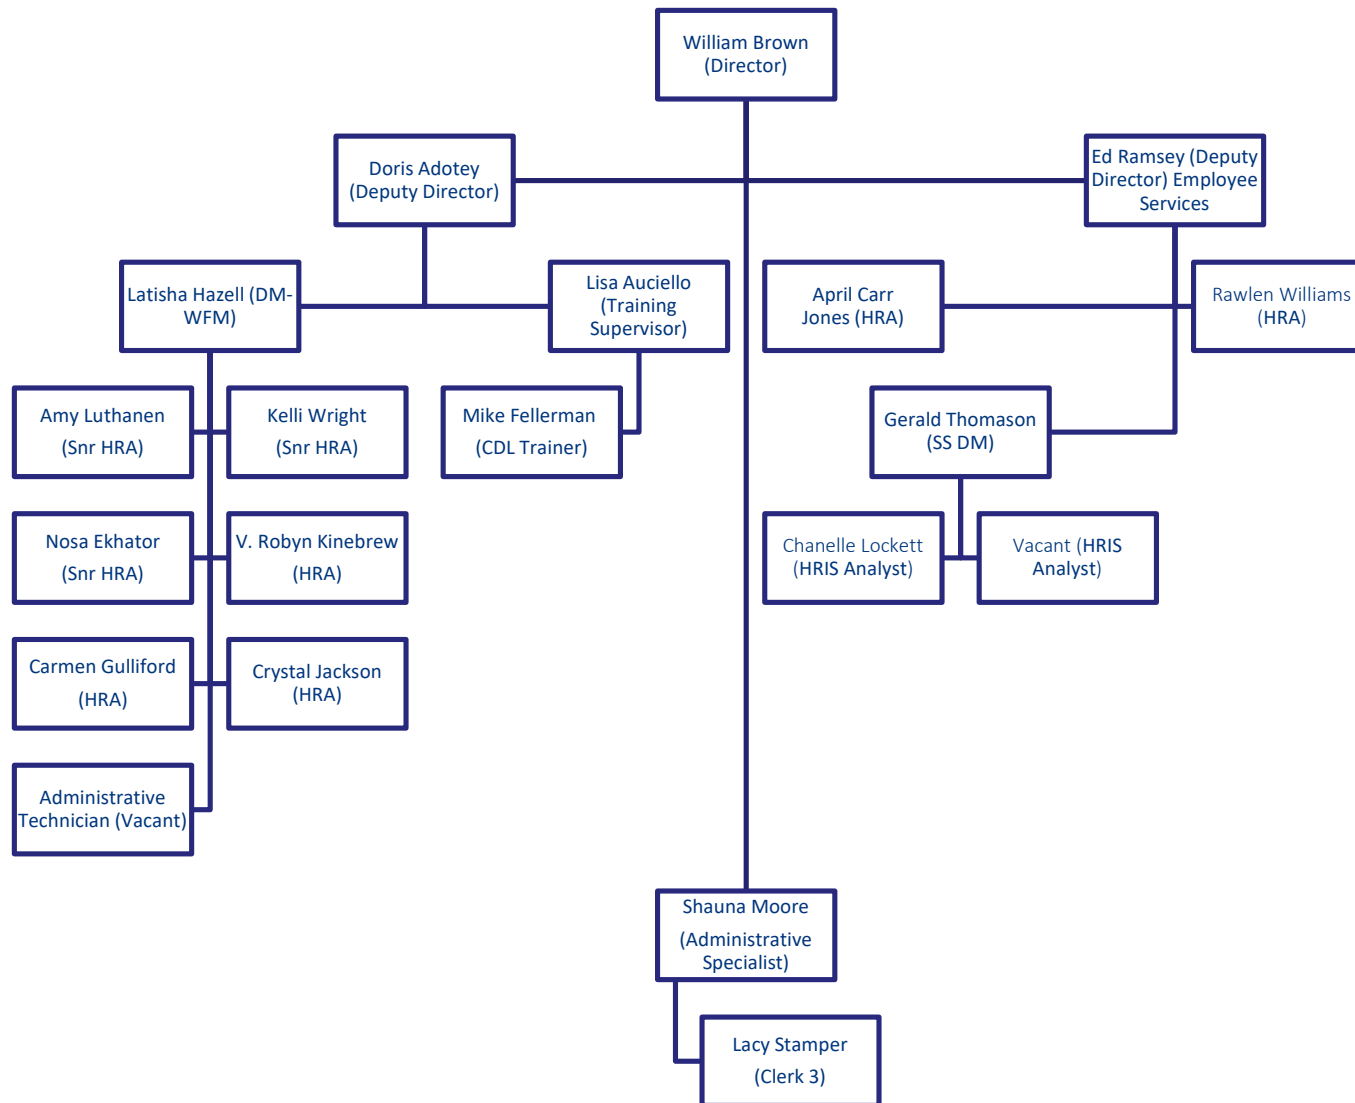 William Brown
(Director)
Doris Adotey
(Deputy Director)
Ed Ramsey (Deputy
Director) Employee
Services
Latisha Hazell (DM-
WFM)
Lisa Auciello
(Training
Supervisor)
April Carr
Jones (HRA)
Rawlen Williams
(HRA)
Amy Luthanen
(Snr HRA)
Kelli Wright
(Snr HRA)
Mike Fellerman
(CDL Trainer)
Gerald Thomason
(SS DM)
Nosa Ekhator
(Snr HRA)
V. Robyn Kinebrew
(HRA)
Chanelle Lockett
(HRIS Analyst)
Vacant (HRIS
Analyst)
Carmen Gulliford
(HRA)
Crystal Jackson
(HRA)
Administrative
Technician (Vacant)
Shauna Moore
(Administrative
Specialist)
Lacy Stamper
(Clerk 3)